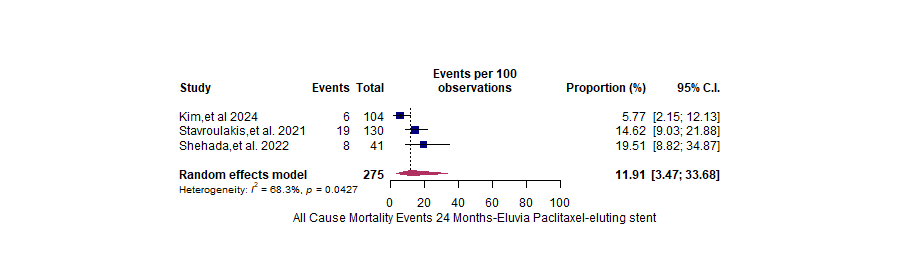 Events per 100
Study Events Total observations Proportion (%) 95% C.I.
Kim,et al 2024 6 104 5.77 [2.15; 12.13]
Stavroulakis,et al. 2021 19 130 14.62 [9.03; 21.88]
Shehada,et al. 2022 8 41 19.51 [8.82; 34.87]
Random effects model 275 11.91 [3.47; 33.68]
Heterogeneity: I² = 68.3%, p = 0.0427
0 20 40 60 80 100
All Cause Mortality Events 24 Months-Eluvia Paclitaxel-eluting stent